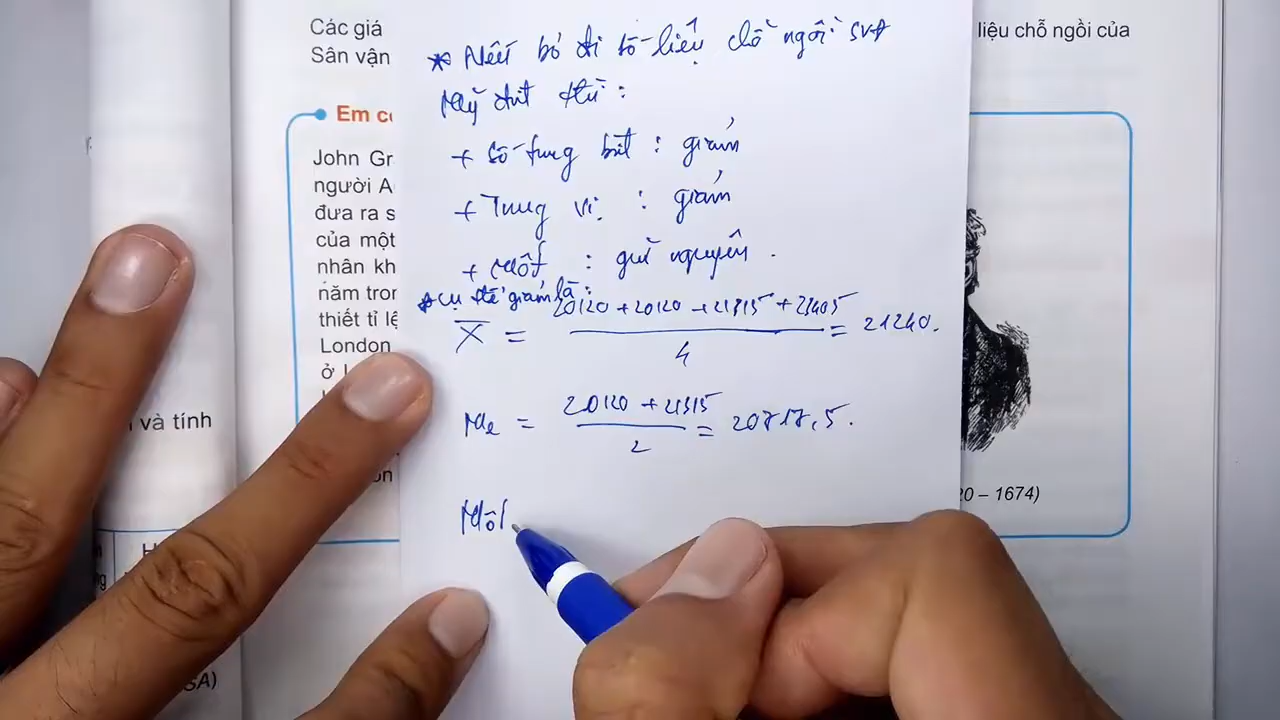 Các giá
Sân vận
liệu chỗ ngồi của
* Nếu bỏ đi số liệu chỗ ngồi SVĐ
Mỹ đình thì :
+ Số trung bình : giảm
+ Trung vị : giảm
+ Mốt : giữ nguyên .
* Cụ thể giảm là :
X̄ = (20120 + 20120 + 21315 + 23405) / 4 = 21240.
Me = (20120 + 21315) / 2 = 20717,5.
Mốt
Em c
John Gr
người A
đưa ra s
của một
nhân kh
năm tron
thiết tỉ lệ
London
ở L
20 – 1674)
và tính
SA)